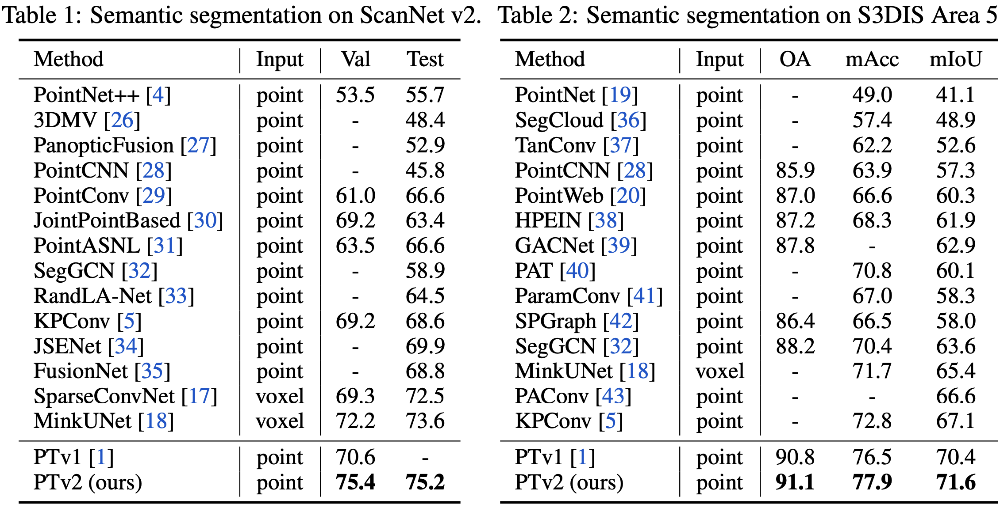 Table 1: Semantic segmentation on ScanNet v2.
Method Input Val Test
PointNet++ [4] point 53.5 55.7
3DMV [26] point - 48.4
PanopticFusion [27] point - 52.9
PointCNN [28] point - 45.8
PointConv [29] point 61.0 66.6
JointPointBased [30] point 69.2 63.4
PointASNL [31] point 63.5 66.6
SegGCN [32] point - 58.9
RandLA-Net [33] point - 64.5
KPConv [5] point 69.2 68.6
JSENet [34] point - 69.9
FusionNet [35] point - 68.8
SparseConvNet [17] voxel 69.3 72.5
MinkUNet [18] voxel 72.2 73.6
PTv1 [1] point 70.6 -
PTv2 (ours) point 75.4 75.2
Table 2: Semantic segmentation on S3DIS Area 5
Method Input OA mAcc mIoU
PointNet [19] point - 49.0 41.1
SegCloud [36] point - 57.4 48.9
TanConv [37] point - 62.2 52.6
PointCNN [28] point 85.9 63.9 57.3
PointWeb [20] point 87.0 66.6 60.3
HPEIN [38] point 87.2 68.3 61.9
GACNet [39] point 87.8 - 62.9
PAT [40] point - 70.8 60.1
ParamConv [41] point - 67.0 58.3
SPGraph [42] point 86.4 66.5 58.0
SegGCN [32] point 88.2 70.4 63.6
MinkUNet [18] voxel - 71.7 65.4
PAConv [43] point - - 66.6
KPConv [5] point - 72.8 67.1
PTv1 [1] point 90.8 76.5 70.4
PTv2 (ours) point 91.1 77.9 71.6